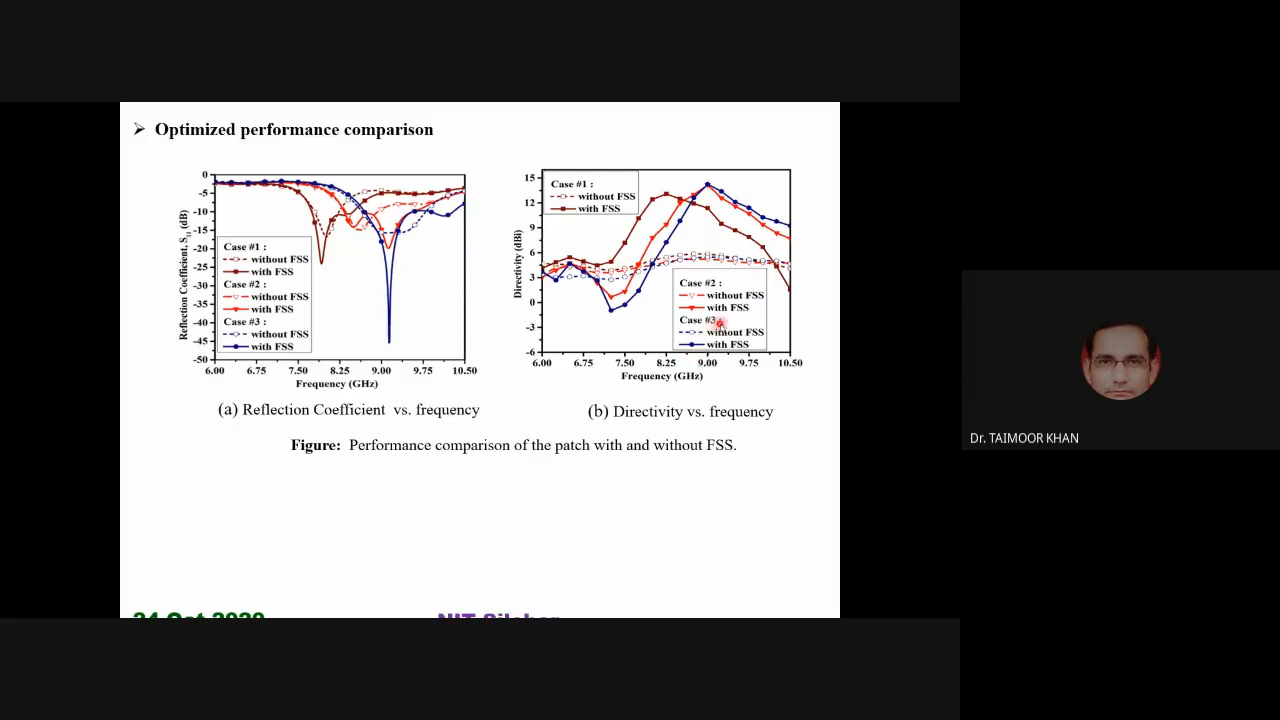 ➢ Optimized performance comparison
0
-5
-10
-15
-20
-25
-30
-35
-40
-45
-50
Reflection Coefficient, S11 (dB)
Case #1 :
without FSS
with FSS
Case #2 :
without FSS
with FSS
Case #3 :
without FSS
with FSS
6.00 6.75 7.50 8.25 9.00 9.75 10.50
Frequency (GHz)
(a) Reflection Coefficient vs. frequency
15
12
9
6
3
0
-3
-6
Directivity (dBi)
Case #1 :
without FSS
with FSS
Case #2 :
without FSS
with FSS
Case #3
without FSS
with FSS
6.00 6.75 7.50 8.25 9.00 9.75 10.50
Frequency (GHz)
(b) Directivity vs. frequency
Figure: Performance comparison of the patch with and without FSS.
24 Oct 2020
NIT Silchar
Dr. TAIMOOR KHAN